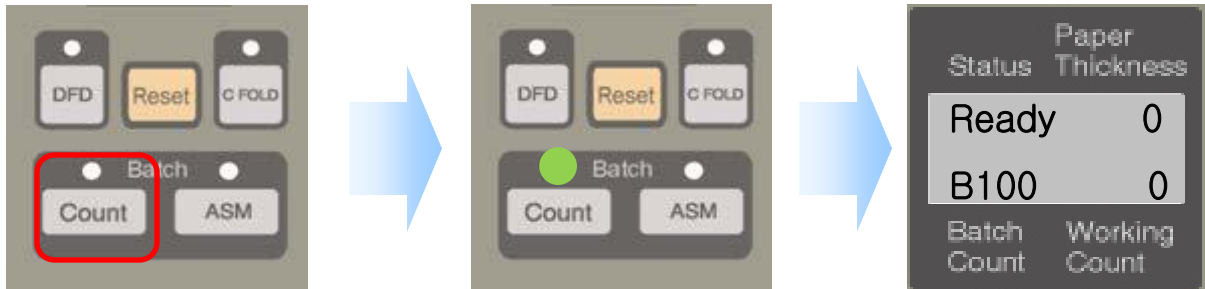 DFD
Reset
C FOLD
Batch
Count
ASM
DFD
Reset
C FOLD
Batch
Count
ASM
Status
Paper Thickness
Ready 0
B100 0
Batch Count
Working Count